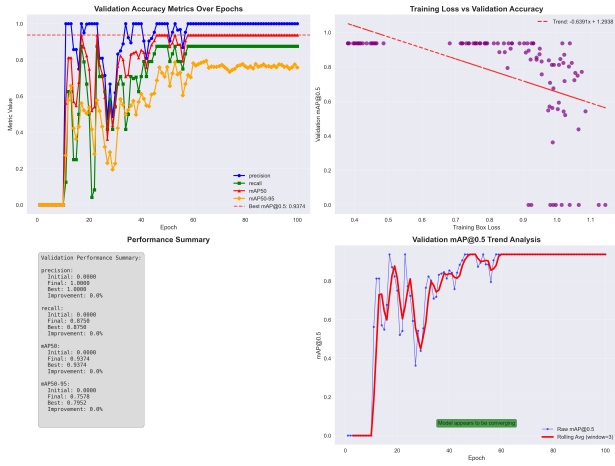 Validation Accuracy Metrics Over Epochs
Metric Value
1.0
0.8
0.6
0.4
0.2
0.0
precision
recall
mAP50
mAP50-95
Best mAP@0.5: 0.9374
0 20 40 60 80 100
Epoch
Training Loss vs Validation Accuracy
Trend: -0.6391x + 1.2938
Validation mAP@0.5
1.0
0.8
0.6
0.4
0.2
0.0
0.4 0.5 0.6 0.7 0.8 0.9 1.0 1.1
Training Box Loss
Performance Summary
Validation Performance Summary:
precision:
Initial: 0.0000
Final: 1.0000
Best: 1.0000
Improvement: 0.0%
recall:
Initial: 0.0000
Final: 0.8750
Best: 0.8750
Improvement: 0.0%
mAP50:
Initial: 0.0000
Final: 0.9374
Best: 0.9374
Improvement: 0.0%
mAP50-95:
Initial: 0.0000
Final: 0.7578
Best: 0.7952
Improvement: 0.0%
Validation mAP@0.5 Trend Analysis
mAP@0.5
0.8
0.6
0.4
0.2
0.0
Model appears to be converging
Raw mAP@0.5
Rolling Avg (window=3)
0 20 40 60 80 100
Epoch